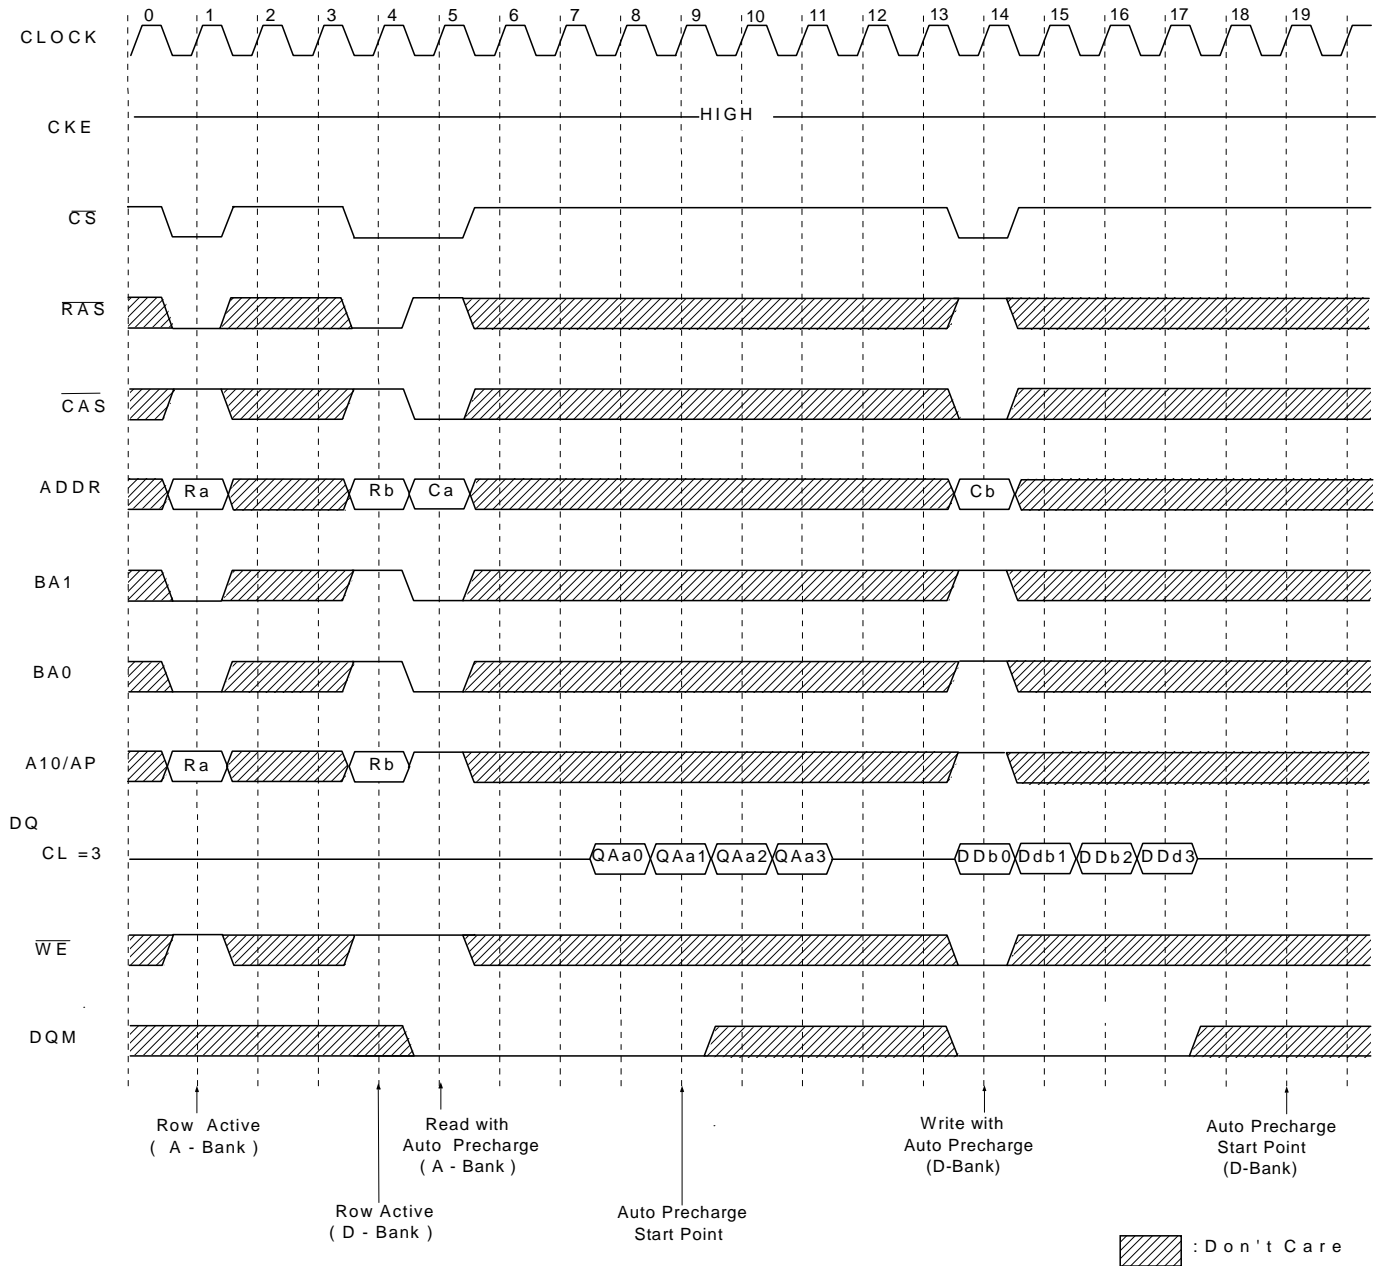 0 1 2 3 4 5 6 7 8 9 10 11 12 13 14 15 16 17 18 19
CLOCK
HIGH
CKE
CS
RAS
CAS
ADDR Ra Rb Ca Cb
BA1
BA0
A10/AP Ra Rb
DQ
CL =3 QAa0 QAa1 QAa2 QAa3 DDb0 Ddb1 DDb2 DDd3
WE
DQM
Row Active
( A - Bank )
Read with
Auto Precharge
( A - Bank )
Write with
Auto Precharge
(D-Bank)
Auto Precharge
Start Point
(D-Bank)
Row Active
( D - Bank )
Auto Precharge
Start Point
: Don't Care